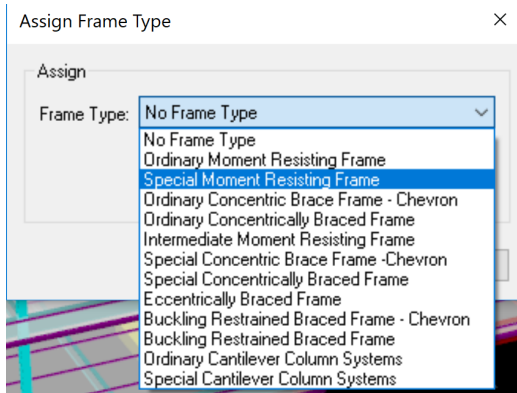 Assign Frame Type
Assign
Frame Type: No Frame Type
No Frame Type
Ordinary Moment Resisting Frame
Special Moment Resisting Frame
Ordinary Concentric Brace Frame - Chevron
Ordinary Concentrically Braced Frame
Intermediate Moment Resisting Frame
Special Concentric Brace Frame -Chevron
Special Concentrically Braced Frame
Eccentrically Braced Frame
Buckling Restrained Braced Frame - Chevron
Buckling Restrained Braced Frame
Ordinary Cantilever Column Systems
Special Cantilever Column Systems